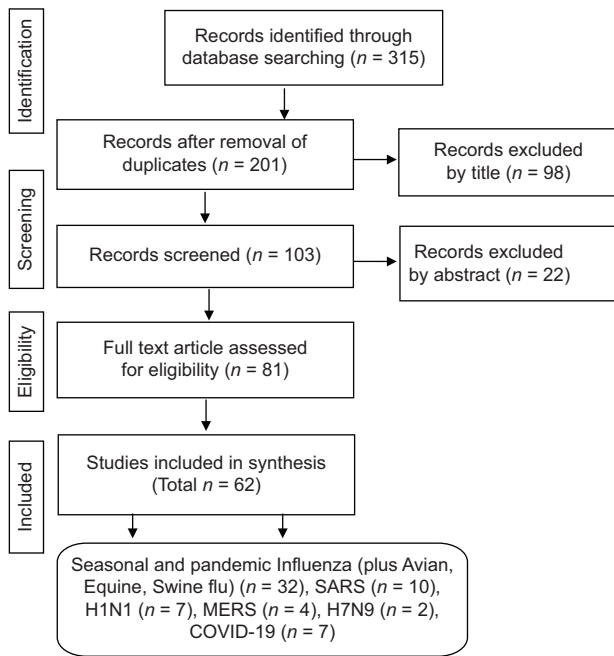 Identification
Records identified through
database searching (n = 315)
Records after removal of
duplicates (n = 201)
Records excluded
by title (n = 98)
Screening
Records screened (n = 103)
Records excluded
by abstract (n = 22)
Eligibility
Full text article assessed
for eligibility (n = 81)
Included
Studies included in synthesis
(Total n = 62)
Seasonal and pandemic Influenza (plus Avian,
Equine, Swine flu) (n = 32), SARS (n = 10),
H1N1 (n = 7), MERS (n = 4), H7N9 (n = 2),
COVID-19 (n = 7)